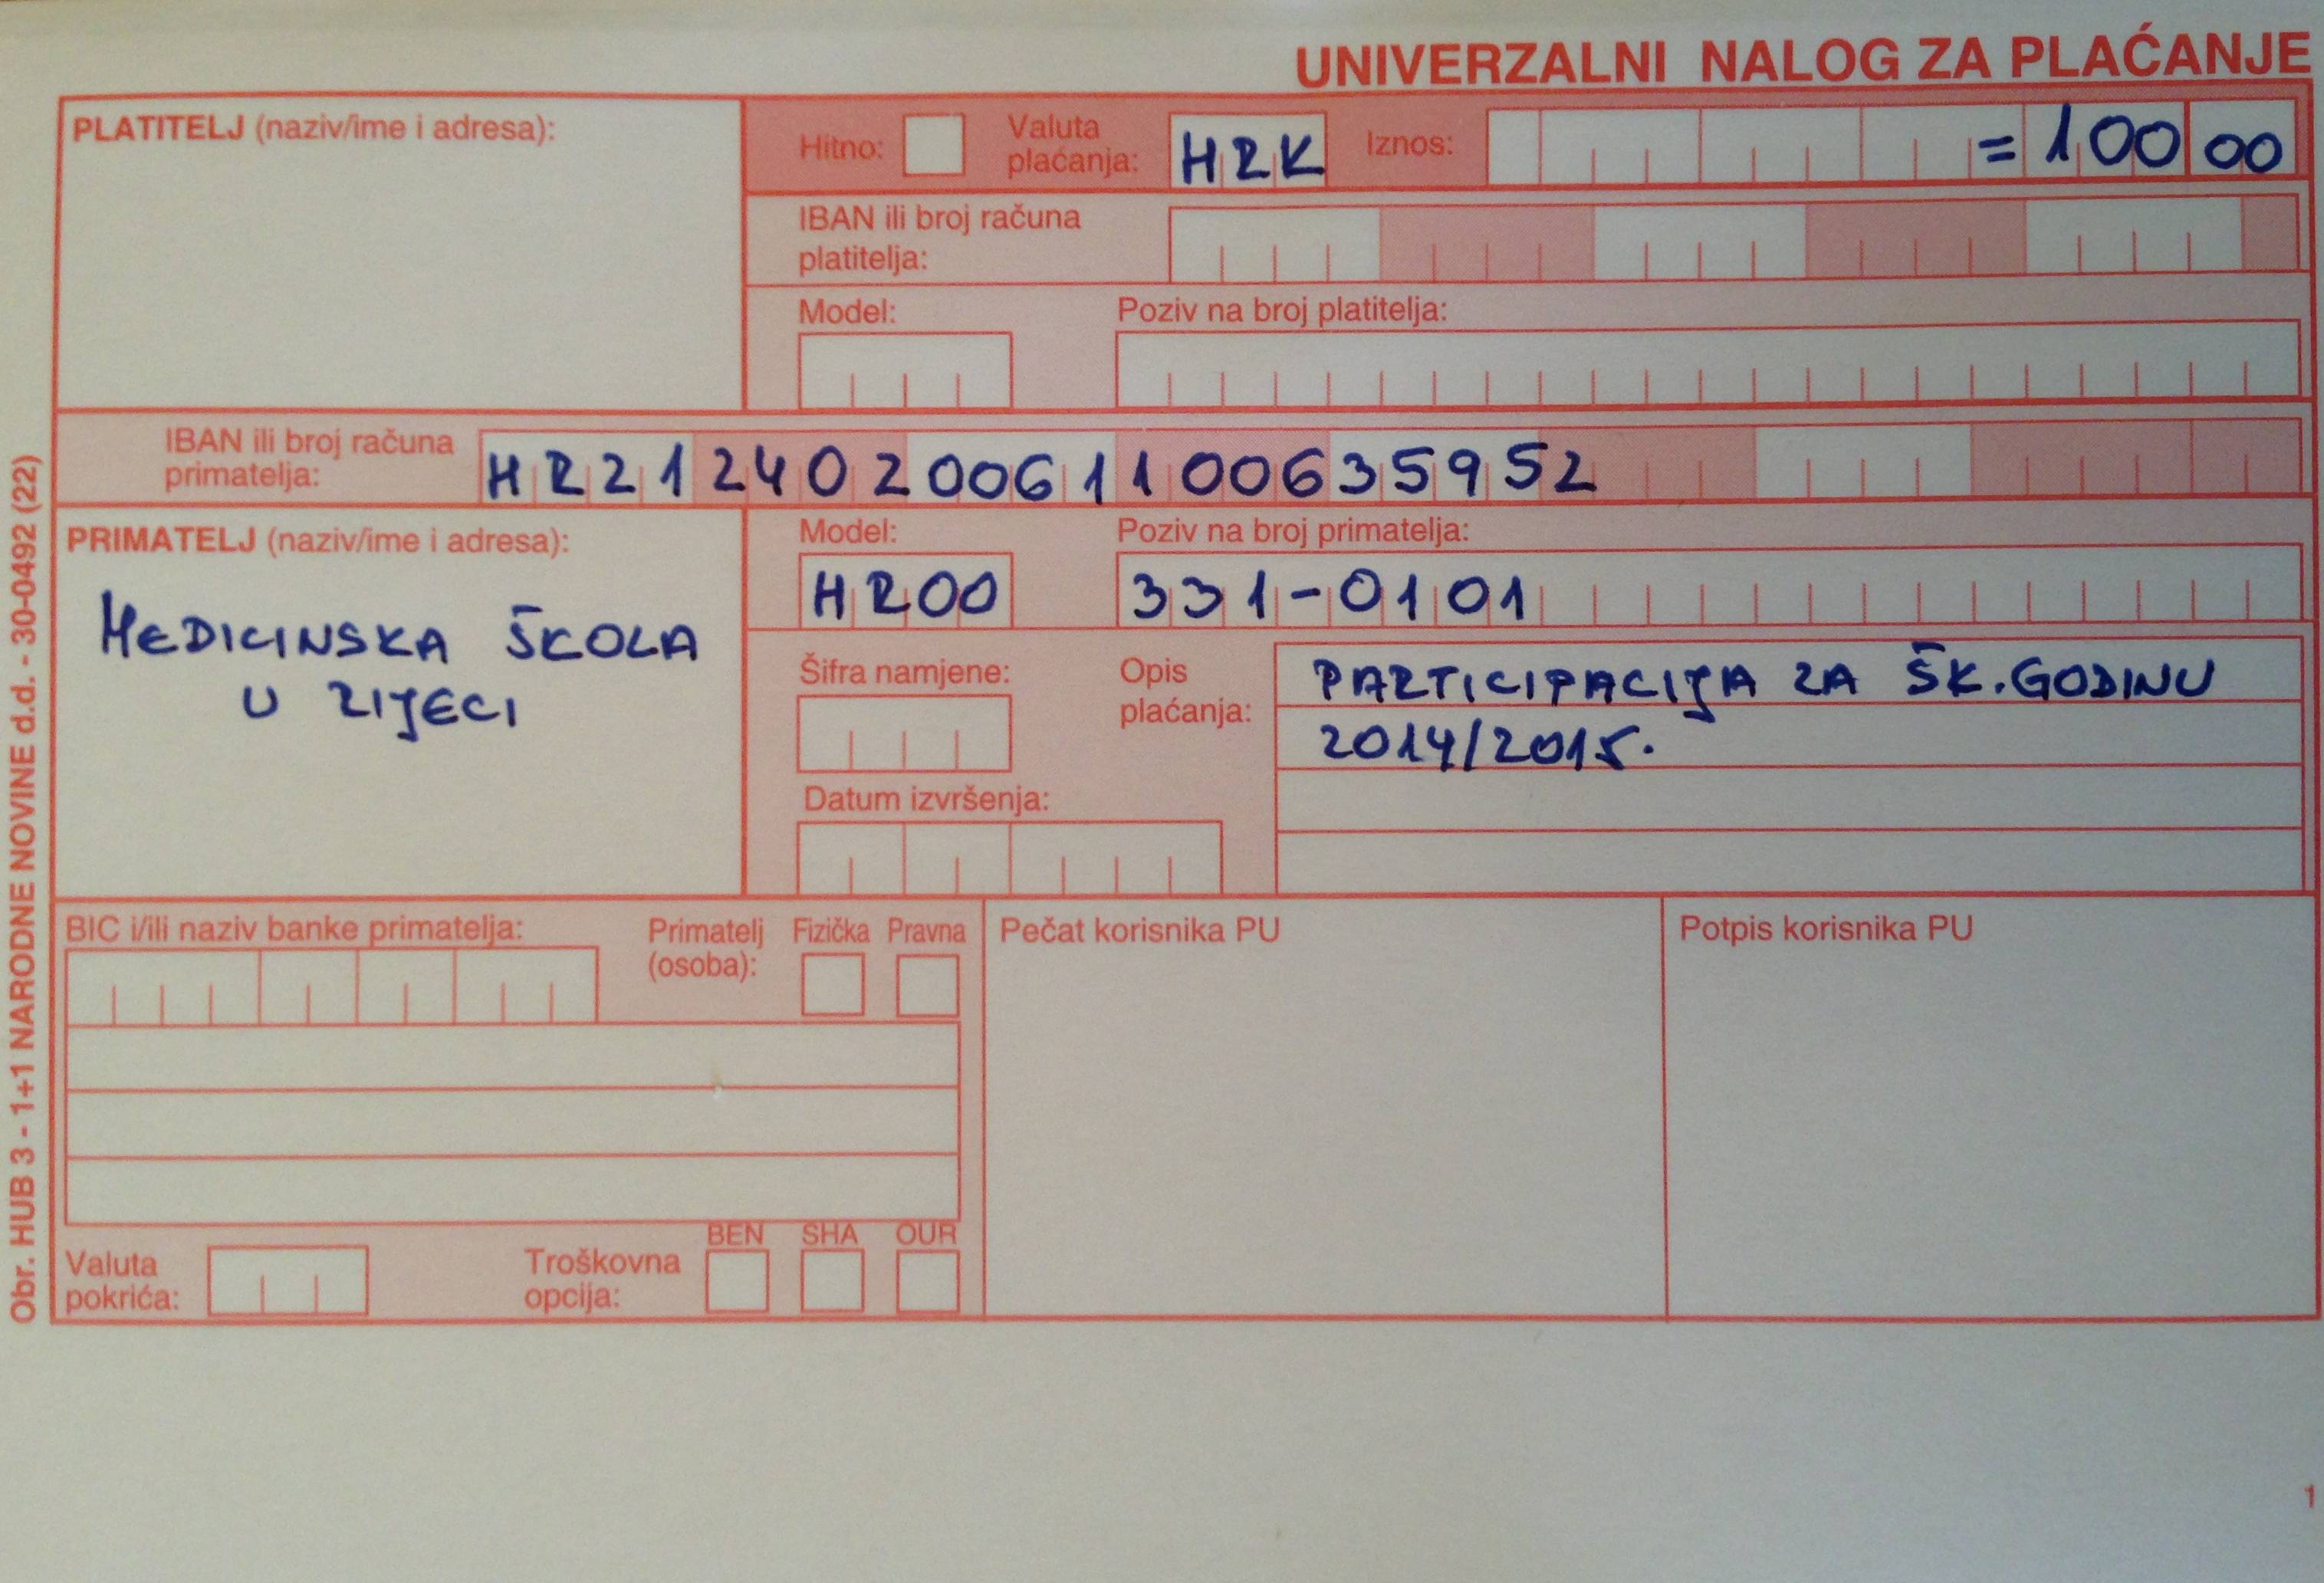 UNIVERZALNI NALOG ZA PLAĆANJE
PLATITELJ (naziv/ime i adresa):
Hitno:
Valuta plaćanja: HRK
Iznos: =100 00
IBAN ili broj računa platitelja:
Model:
Poziv na broj platitelja:
IBAN ili broj računa primatelja: HR2124020061100635952
PRIMATELJ (naziv/ime i adresa):
MEDICINSKA ŠKOLA
U RIJECI
Model:
HR00
Poziv na broj primatelja:
331-0101
Šifra namjene:
Opis plaćanja:
PARTICIPACIJA ZA ŠK.GODINU
2014/2015.
Datum izvršenja:
BIC i/ili naziv banke primatelja:
Primatelj (osoba):
Fizička Pravna
Pečat korisnika PU
Potpis korisnika PU
Valuta pokrića:
Troškovna opcija:
BEN SHA OUR
Obr. HUB 3 - 1+1 NARODNE NOVINE d.d. - 30-0492 (22)
1